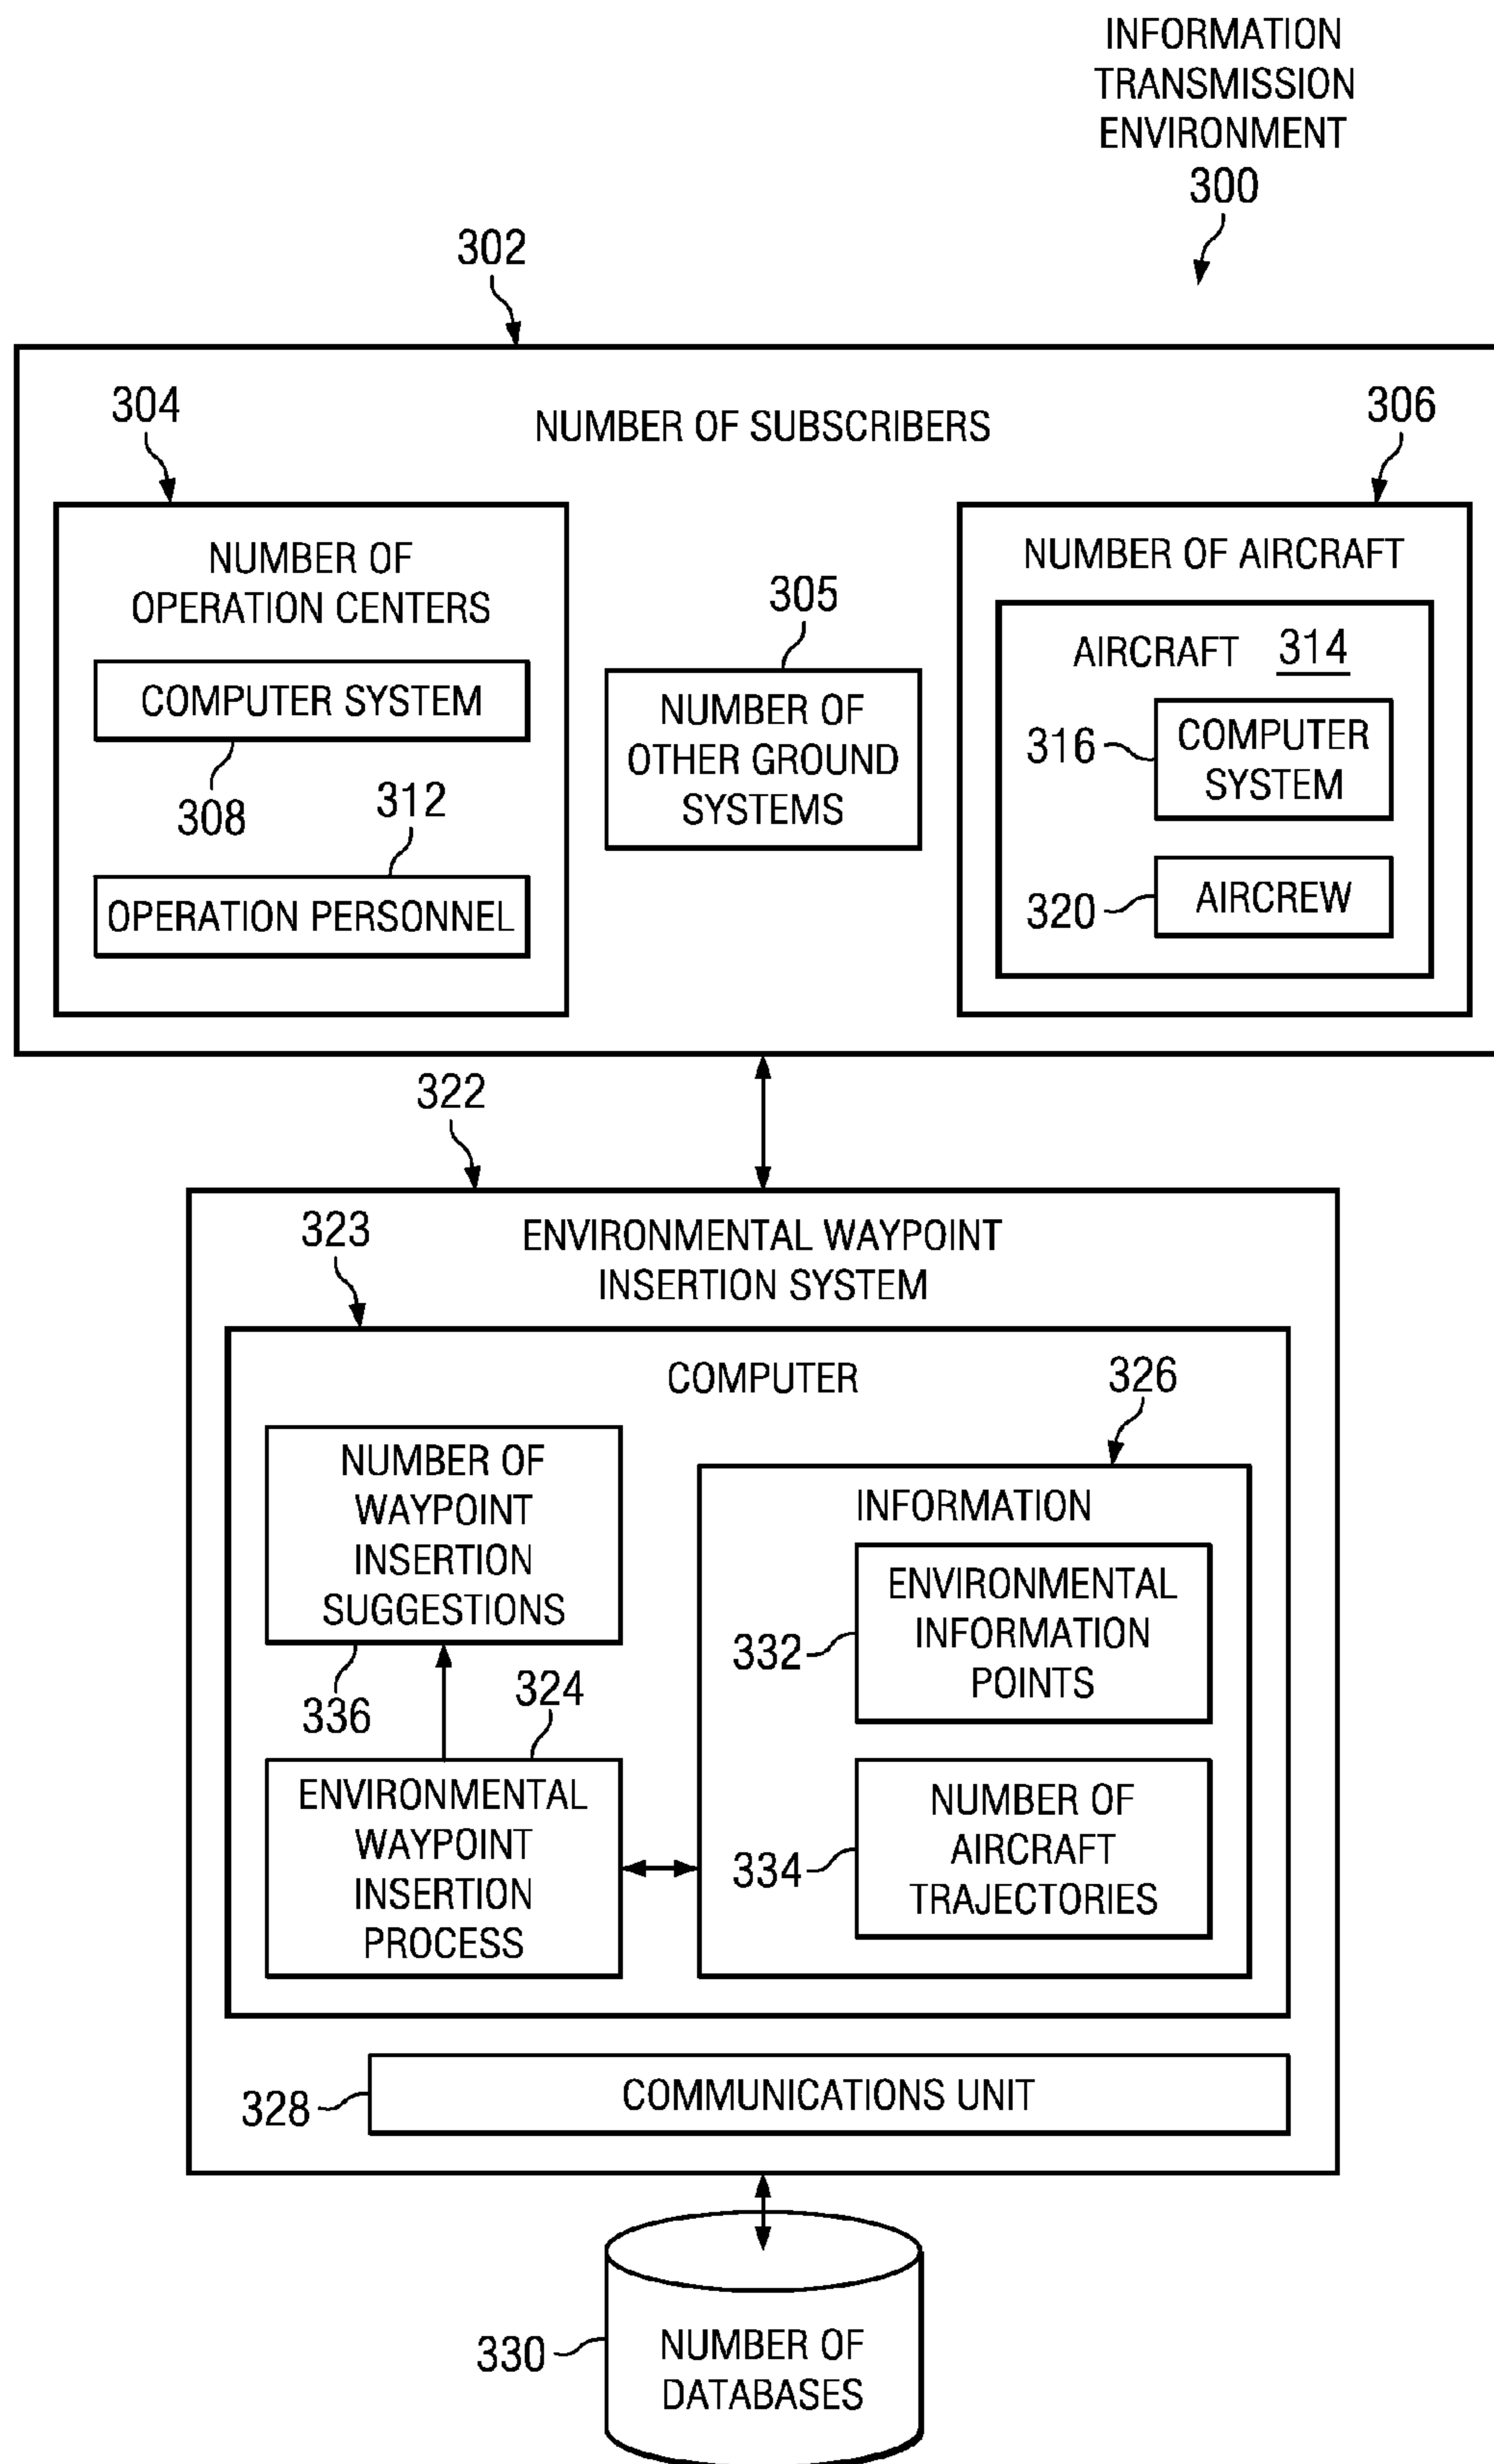 INFORMATION
TRANSMISSION
ENVIRONMENT
300
302
304
NUMBER OF SUBSCRIBERS
306
NUMBER OF
OPERATION CENTERS
COMPUTER SYSTEM
308
312
OPERATION PERSONNEL
305
NUMBER OF
OTHER GROUND
SYSTEMS
NUMBER OF AIRCRAFT
AIRCRAFT 314
316
COMPUTER
SYSTEM
320
AIRCREW
322
ENVIRONMENTAL WAYPOINT
INSERTION SYSTEM
323
COMPUTER
326
NUMBER OF
WAYPOINT
INSERTION
SUGGESTIONS
336
324
ENVIRONMENTAL
WAYPOINT
INSERTION
PROCESS
INFORMATION
332
ENVIRONMENTAL
INFORMATION
POINTS
334
NUMBER OF
AIRCRAFT
TRAJECTORIES
328
COMMUNICATIONS UNIT
330
NUMBER OF
DATABASES